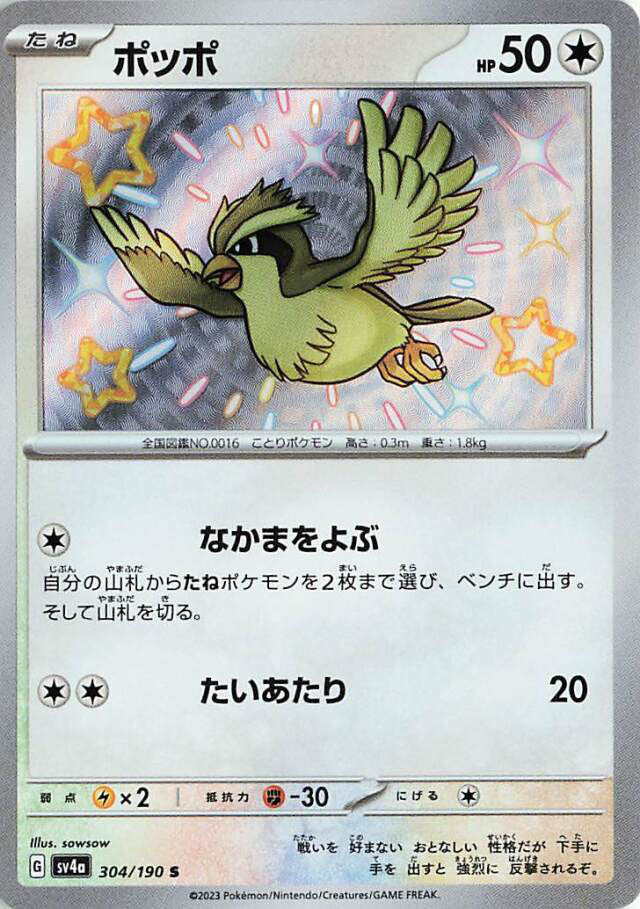 たね ポッポ HP50
全国図鑑NO.0016 ことりポケモン 高さ:0.3m 重さ:1.8kg
なかまをよぶ
自分の山札からたねポケモンを2枚まで選び、ベンチに出す。
そして山札を切る。
たいあたり 20
弱点 ×2 抵抗力 -30 にげる
Illus. sowsow
戦いを 好まない おとなしい 性格だが 下手に
手を 出すと 強烈に 反撃されるぞ。
G sv4a 304/190 S
©2023 Pokémon/Nintendo/Creatures/GAME FREAK.